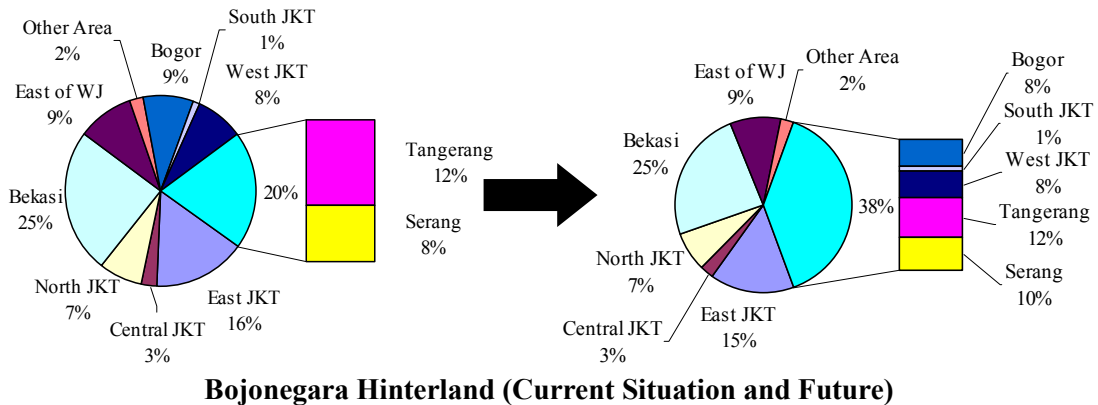 South JKT
1%
Other Area
2%
Bogor
9%
West JKT
8%
East of WJ
9%
Bekasi
25%
North JKT
7%
Central JKT
3%
East JKT
16%
20%
Tangerang
12%
Serang
8%
East of WJ
9%
Other Area
2%
Bekasi
25%
North JKT
7%
Central JKT
3%
East JKT
15%
38%
Bogor
8%
South JKT
1%
West JKT
8%
Tangerang
12%
Serang
10%
Bojonegara Hinterland (Current Situation and Future)